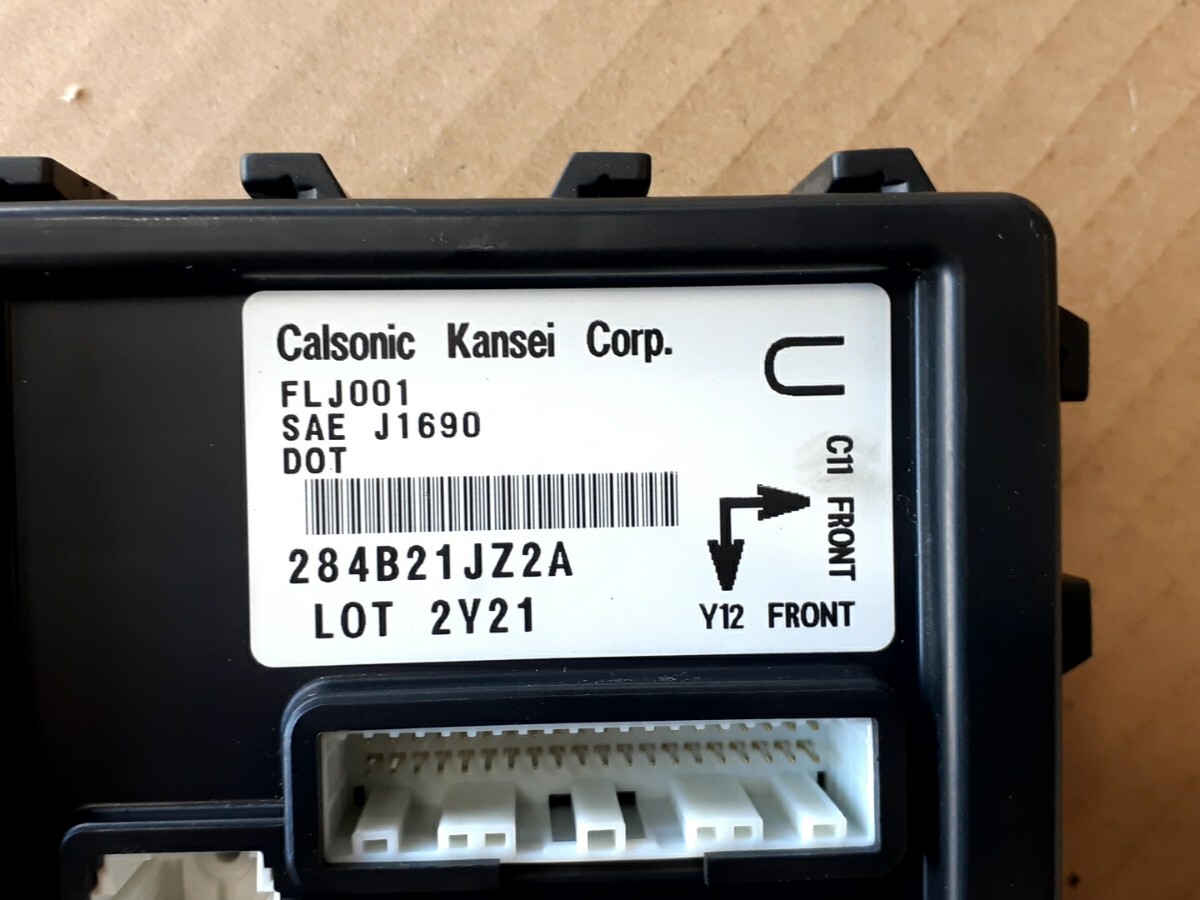 Calsonic Kansei Corp.
FLJ001
SAE J1690
DOT
284B21JZ2A
LOT 2Y21
U
C11 FRONT
Y12 FRONT